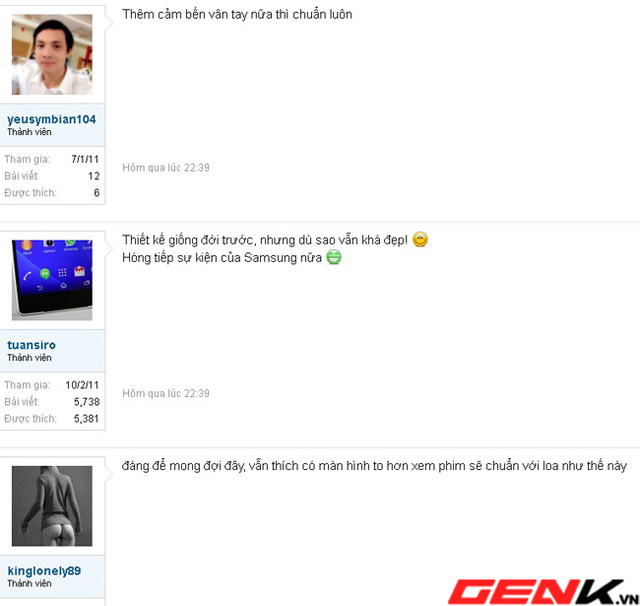 Thêm cảm bến vân tay nữa thì chuẩn luôn
yeusymbian104
Thành viên
Tham gia: 7/1/11
Bài viết: 12
Được thích: 6
Hôm qua lúc 22:39
Thiết kế giống đời trước, nhưng dù sao vẫn khá đẹp!
Hóng tiếp sự kiện của Samsung nữa
tuansiro
Thành viên
Tham gia: 10/2/11
Bài viết: 5,738
Được thích: 5,381
Hôm qua lúc 22:39
đáng để mong đợi đây, vẫn thích có màn hình to hơn xem phim sẽ chuẩn với loa như thế này
kinglonely89
Thành viên
GENK.VN